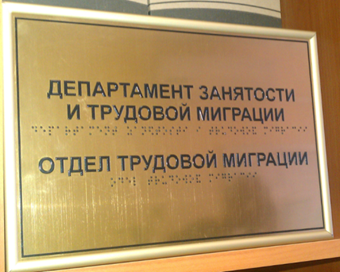 ДЕПАРТАМЕНТ ЗАНЯТОСТИ
И ТРУДОВОЙ МИГРАЦИИ
ОТДЕЛ ТРУДОВОЙ МИГРАЦИИ